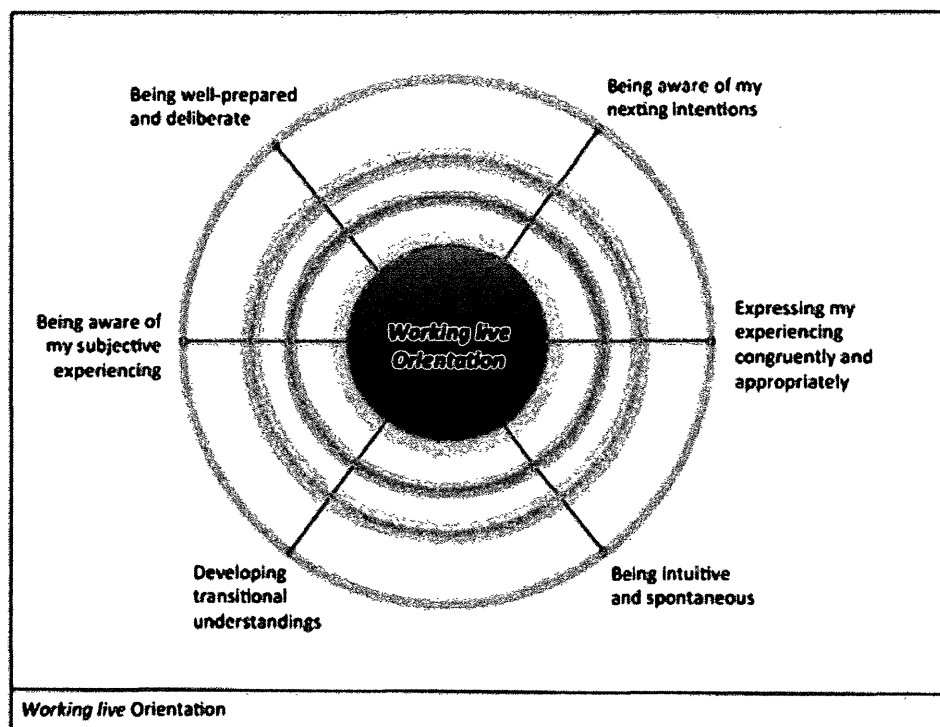 Being well-prepared
and deliberate
Being aware of my
nexting intentions
Being aware of
my subjective
experiencing
Working live
Orientation
Expressing my
experiencing
congruently and
appropriately
Developing
transitional
understandings
Being intuitive
and spontaneous
Working live Orientation